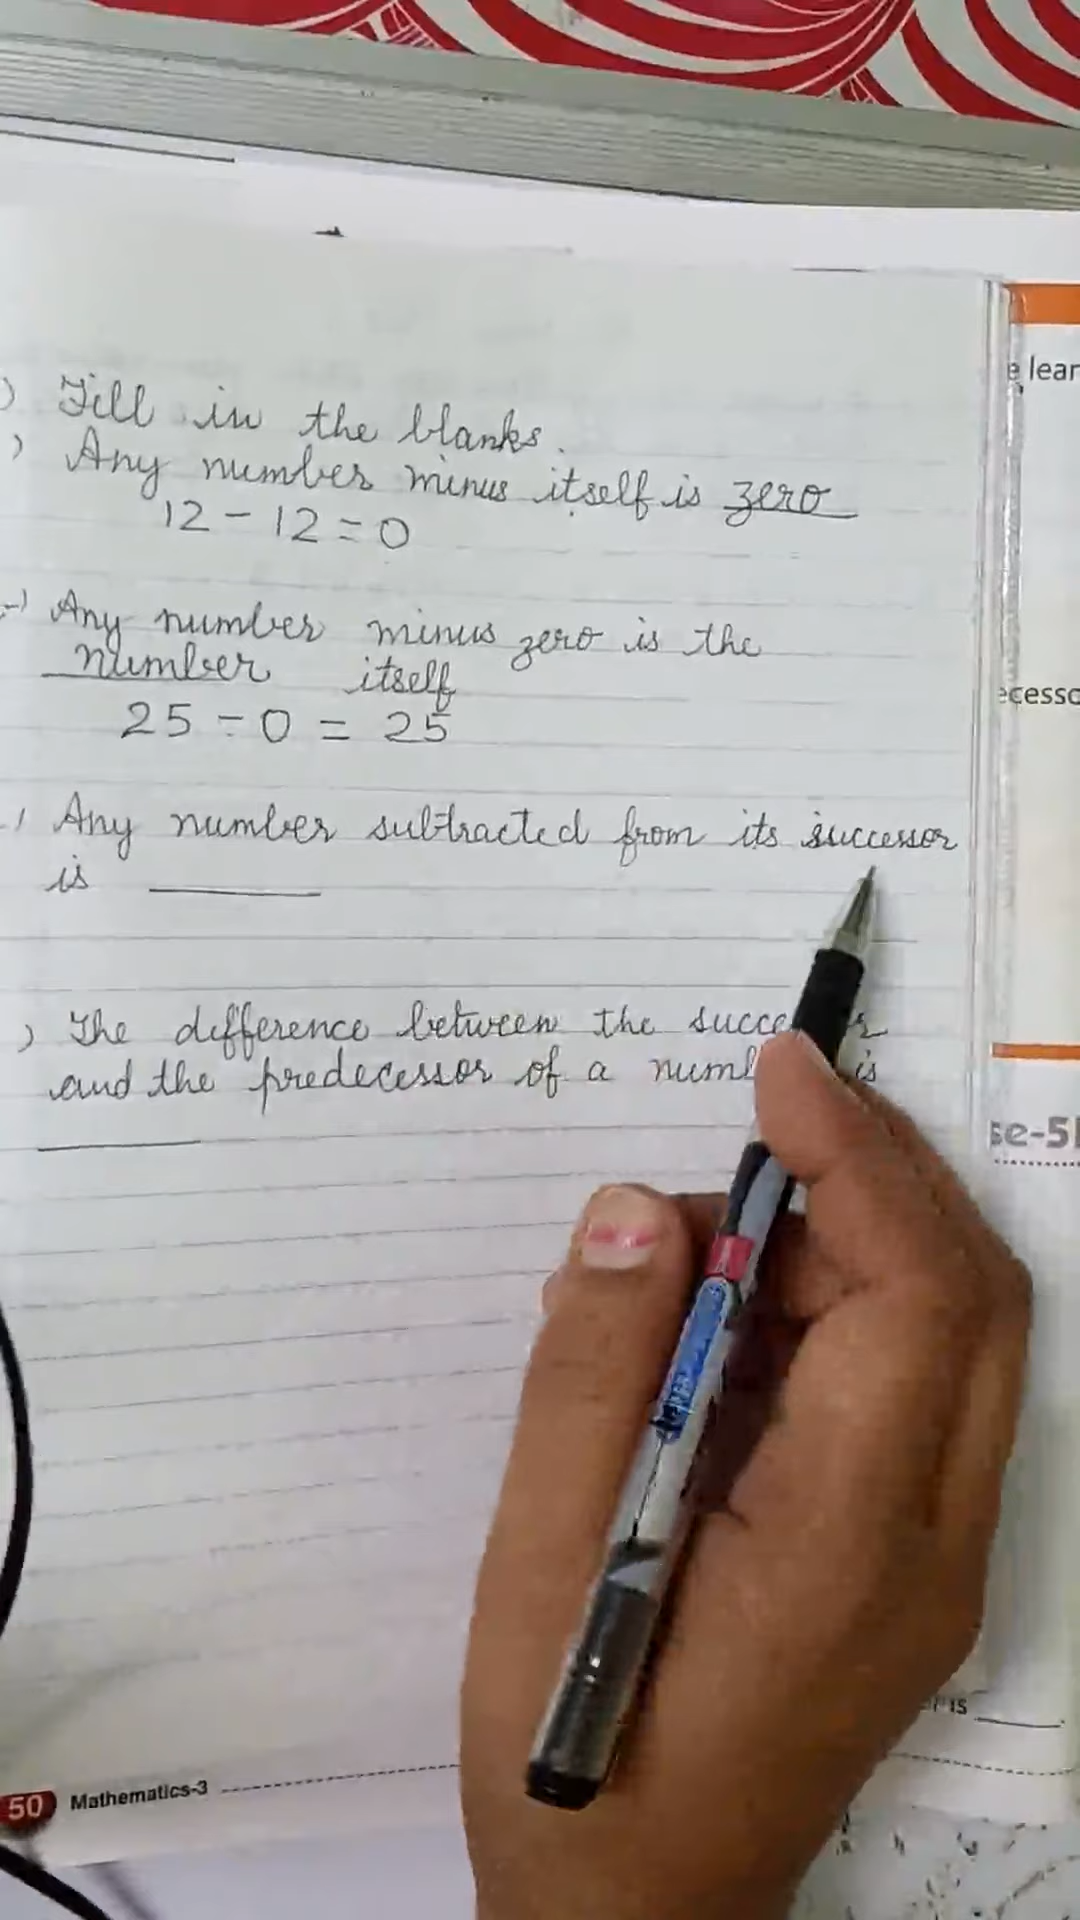 ) Fill in the blanks.
) Any number minus itself is zero
12 - 12 = 0
-) Any number minus zero is the
number itself
25 - 0 = 25
Any number subtracted from its successor
is
) The difference between the
and the predecessor of a is
50 Mathematics-3